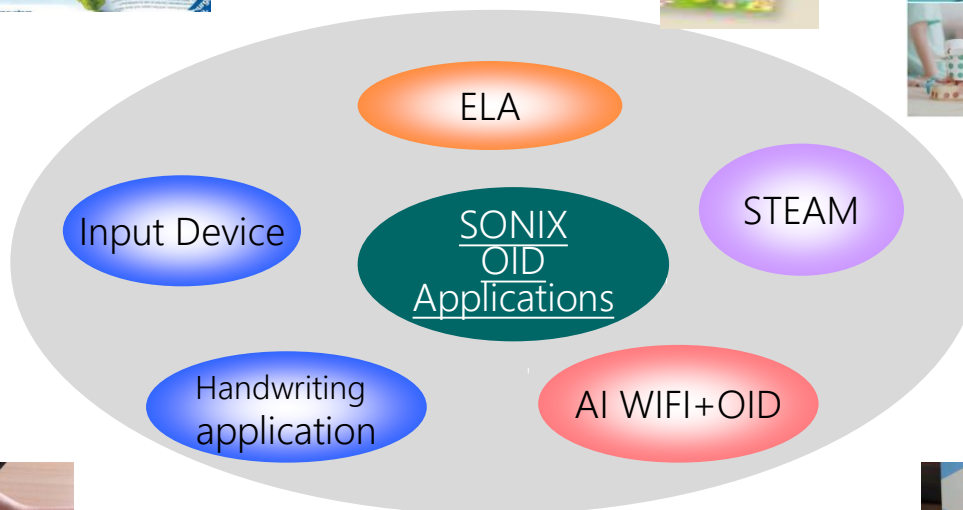 ELA
STEAM
Input Device
SONIX
OID
Applications
Handwriting
application
AI WIFI+OID